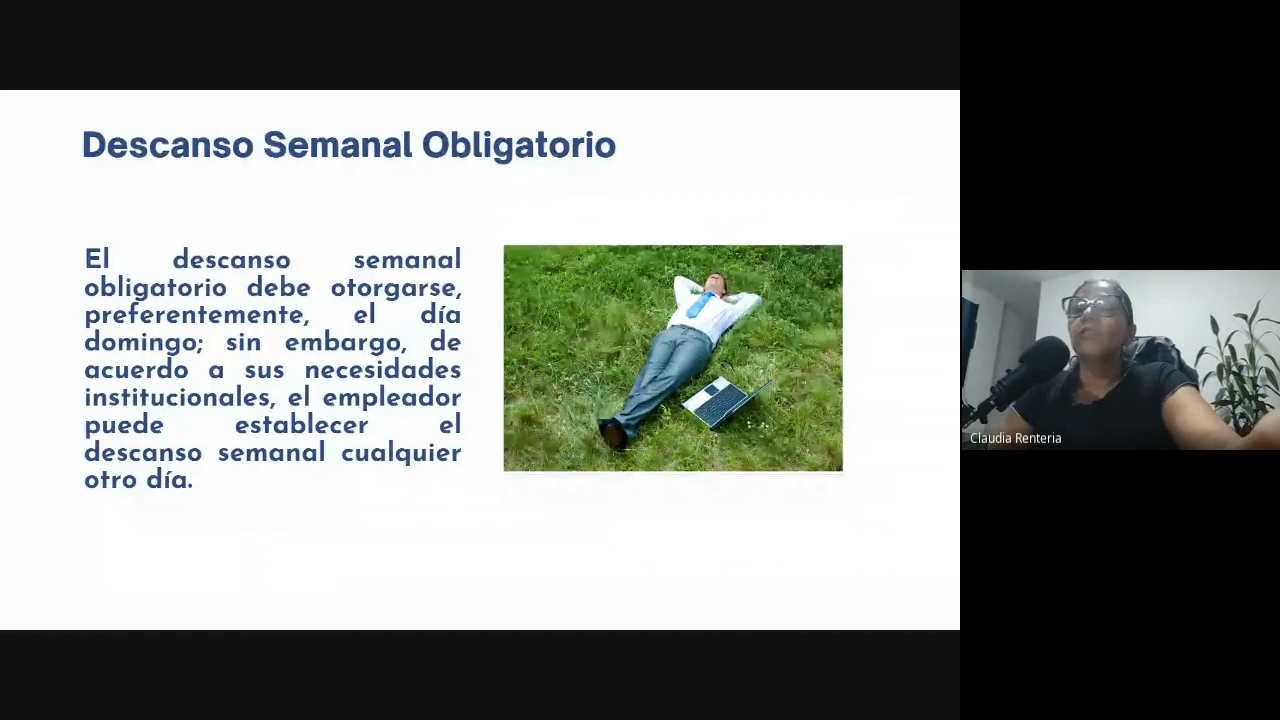 Descanso Semanal Obligatorio
El descanso semanal
obligatorio debe otorgarse,
preferentemente, el día
domingo; sin embargo, de
acuerdo a sus necesidades
institucionales, el empleador
puede establecer el
descanso semanal cualquier
otro día.
Claudia Renteria